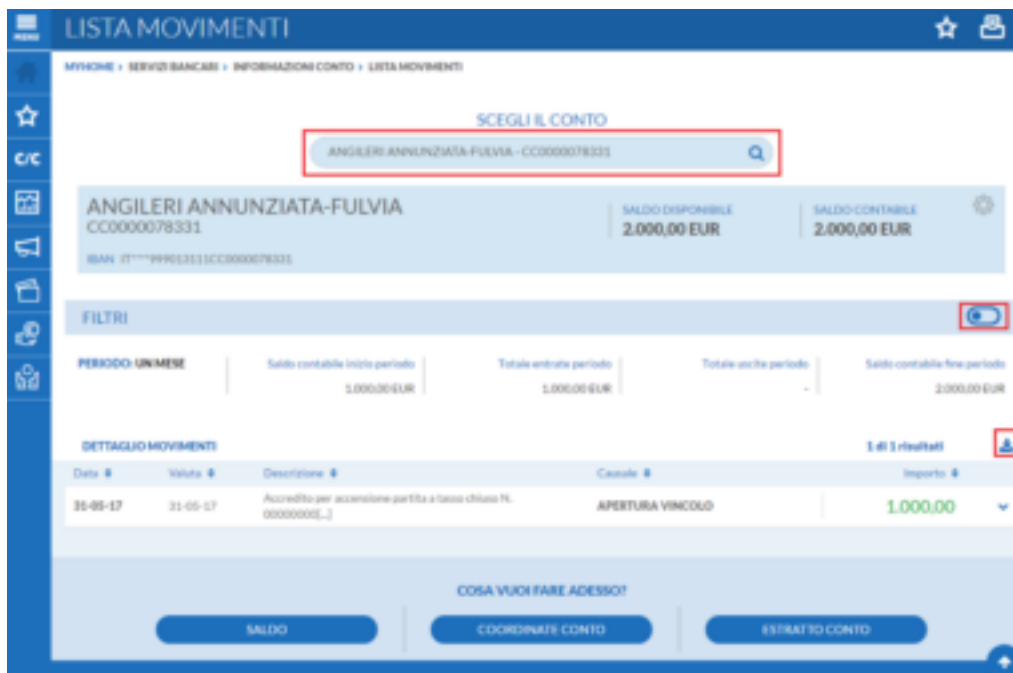 MENU
LISTA MOVIMENTI
MYHOME › SERVIZI BANCARI › INFORMAZIONI CONTO › LISTA MOVIMENTI
SCEGLI IL CONTO
ANGILERI ANNUNZIATA-FULVIA - CC0000078331
C/C
ANGILERI ANNUNZIATA-FULVIA
CC0000078331
SALDO DISPONIBILE
2.000,00 EUR
SALDO CONTABILE
2.000,00 EUR
IBAN
FILTRI
PERIODO: UN MESE
Saldo contabile inizio periodo
1.000,00 EUR
Totale entrate periodo
1.000,00 EUR
Totale uscite periodo
-
Saldo contabile fine periodo
2.000,00 EUR
DETTAGLIO MOVIMENTI
1 di 1 risultati
Data Valuta Descrizione Causale Importo
31-05-17 31-05-17 Accredito per accensione partita a tasso chiuso N. 00000000[...] APERTURA VINCOLO 1.000,00
COSA VUOI FARE ADESSO?
SALDO COORDINATE CONTO ESTRATTO CONTO